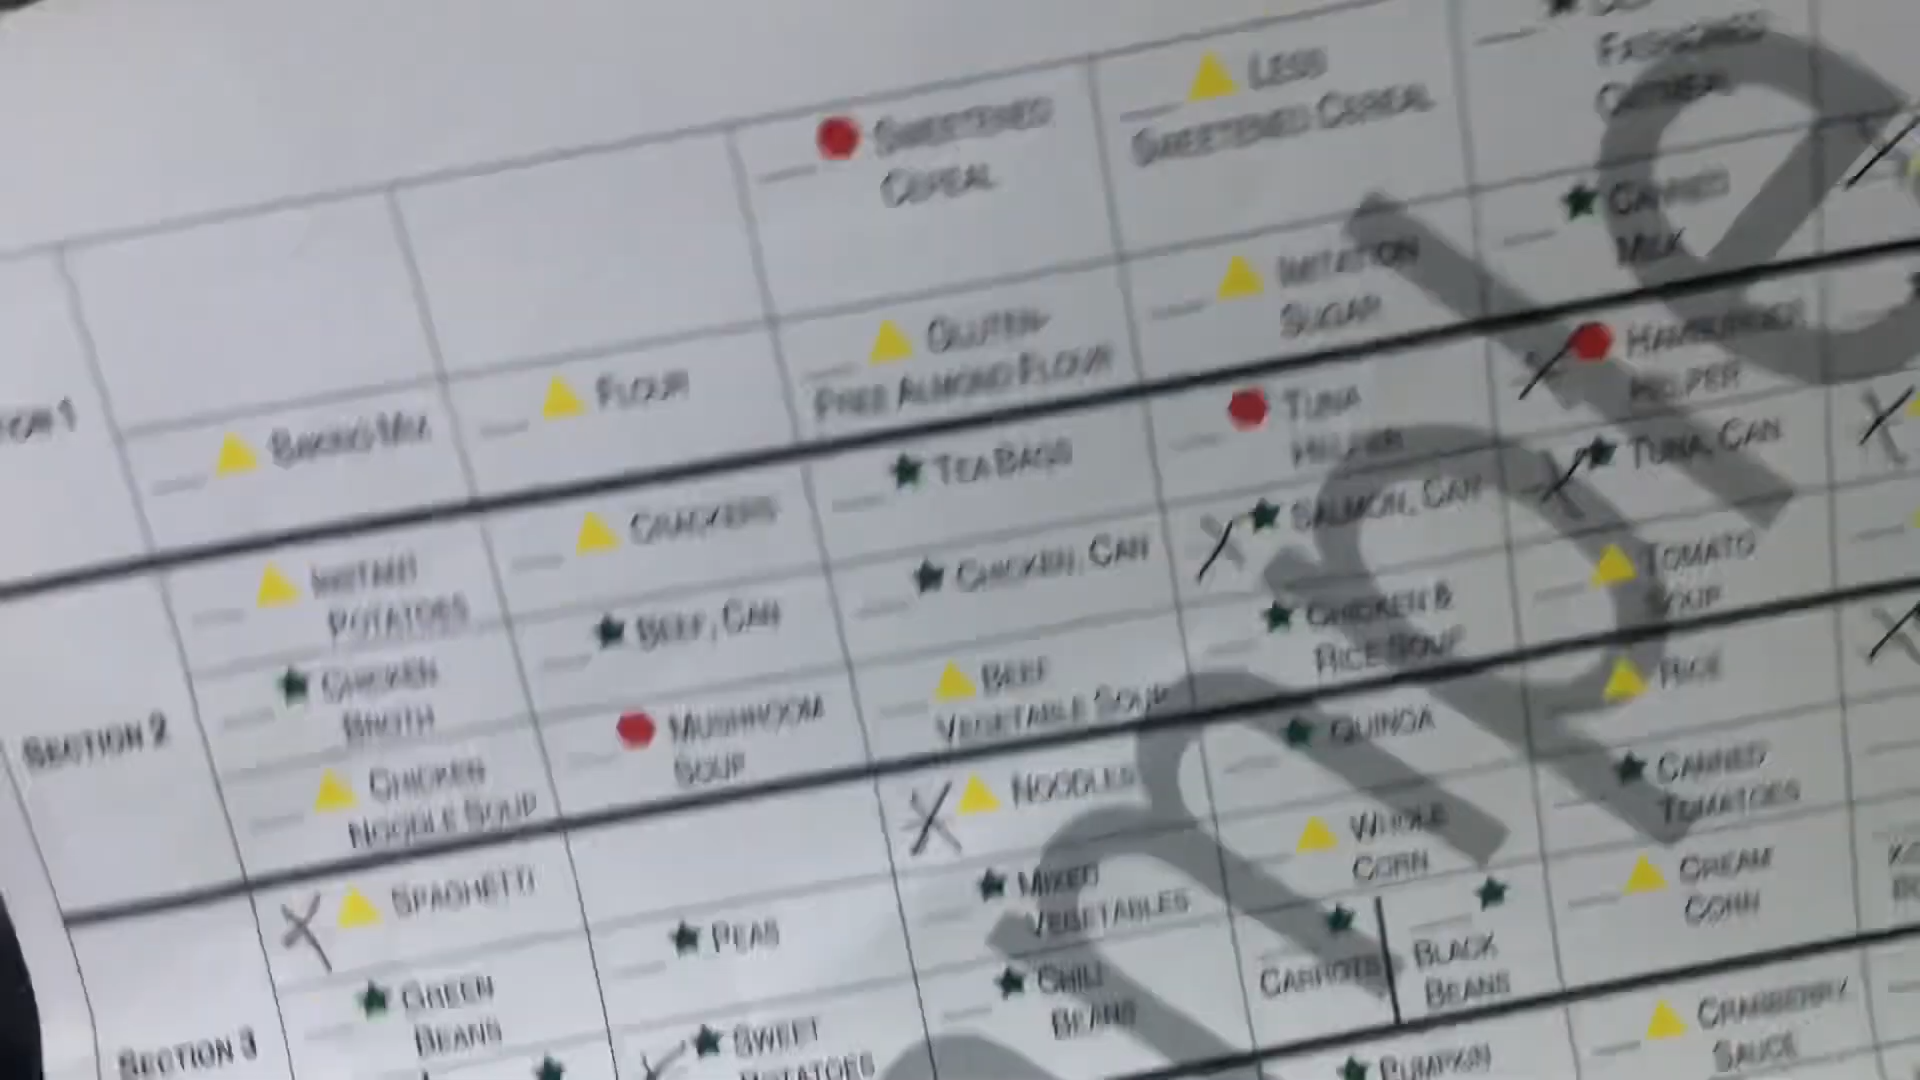 SWEETENED
CEREAL
LESS
SWEETENED CEREAL
FASHIONED
OATMEAL
BAKING MIX
FLOUR
GLUTEN
FREE ALMOND FLOUR
IMITATION
SUGAR
CANNED
MILK
SECTION 2
INSTANT
POTATOES
CRACKERS
TEA BAGS
TUNA
HELPER
HAMBURGER
HELPER
CHICKEN
BROTH
BEEF, CAN
CHICKEN, CAN
SALMON, CAN
TUNA, CAN
CHICKEN
NOODLE SOUP
MUSHROOM
SOUP
BEEF
VEGETABLE SOUP
CHICKEN &
RICE SOUP
TOMATO
SOUP
SECTION 3
SPAGHETTI
NOODLES
QUINOA
RICE
GREEN
BEANS
PEAS
MIXED
VEGETABLES
WHOLE
CORN
CANNED
TOMATOES
SWEET
POTATOES
CHILI
BEANS
CARROTS
BLACK
BEANS
CREAM
CORN
PUMPKIN
CRANBERRY
SAUCE